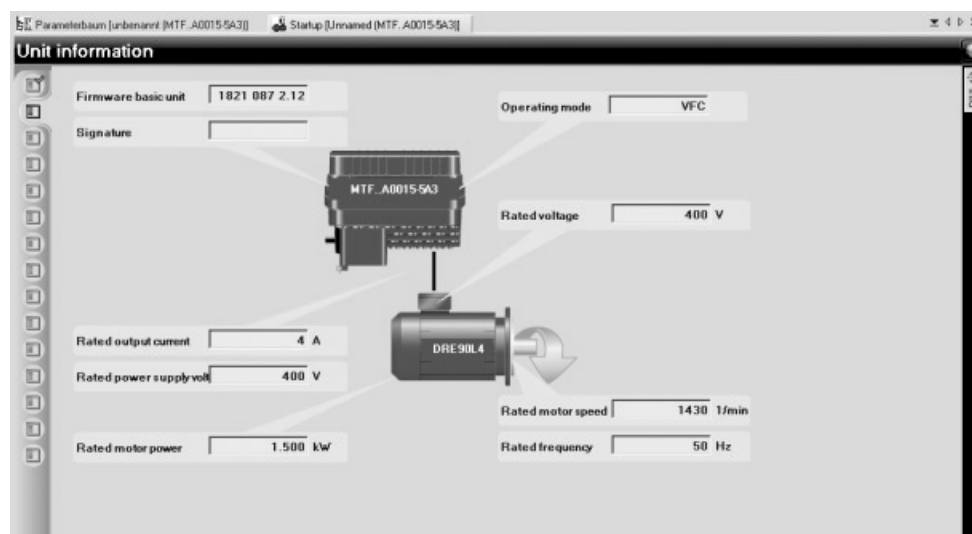 Parameterbaum [unbenannt (MTF..A0015-5A3)] Startup [Unnamed (MTF..A0015-5A3)]
Unit information
Firmware basic unit 1821 087 2.12
Operating mode VFC
Signature
MTF..A0015-5A3
Rated voltage 400 V
Rated output current 4 A
DRE90L4
Rated power supply volt 400 V
Rated motor speed 1430 1/min
Rated motor power 1.500 kW
Rated frequency 50 Hz